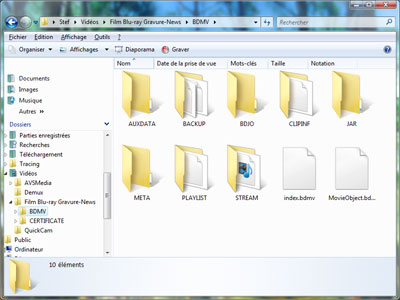 Stef ▸ Vidéos ▸ Film Blu-ray Gravure-News ▸ BDMV
Rechercher
Fichier Edition Affichage Outils ?
Organiser Affichages Diaporama Graver
Nom Date de la prise de vue Mots-clés Taille Notation
Documents
Images
Musique
Autres
Dossiers
Parties enregistrées
Recherches
Téléchargement
Tracing
Vidéos
AVSMedia
Demux
Film Blu-ray Gravure-News
BDMV
CERTIFICATE
QuickCam
Public
Ordinateur
AUXDATA BACKUP BDJO CLIPINF JAR
META PLAYLIST STREAM index.bdmv MovieObject.bd...
10 éléments